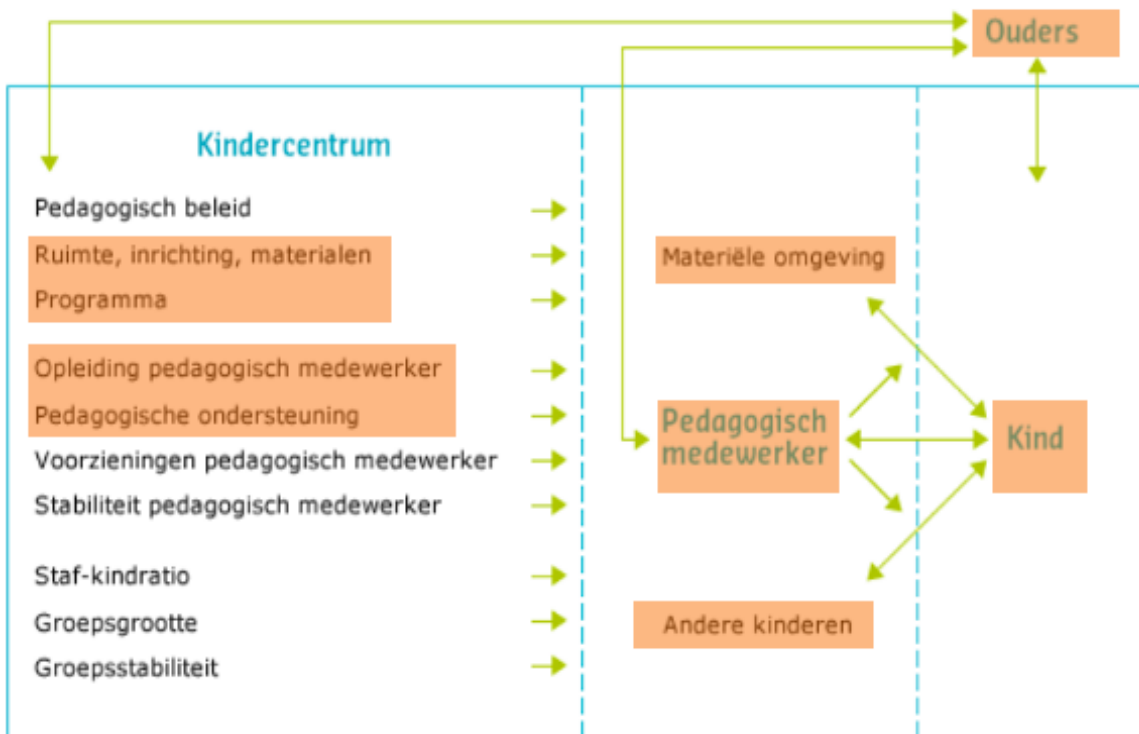 Ouders
Kindercentrum
Pedagogisch beleid
Ruimte, inrichting, materialen
Programma
Opleiding pedagogisch medewerker
Pedagogische ondersteuning
Voorzieningen pedagogisch medewerker
Stabiliteit pedagogisch medewerker
Staf-kindratio
Groepsgrootte
Groepsstabiliteit
Materiële omgeving
Pedagogisch
medewerker
Andere kinderen
Kind